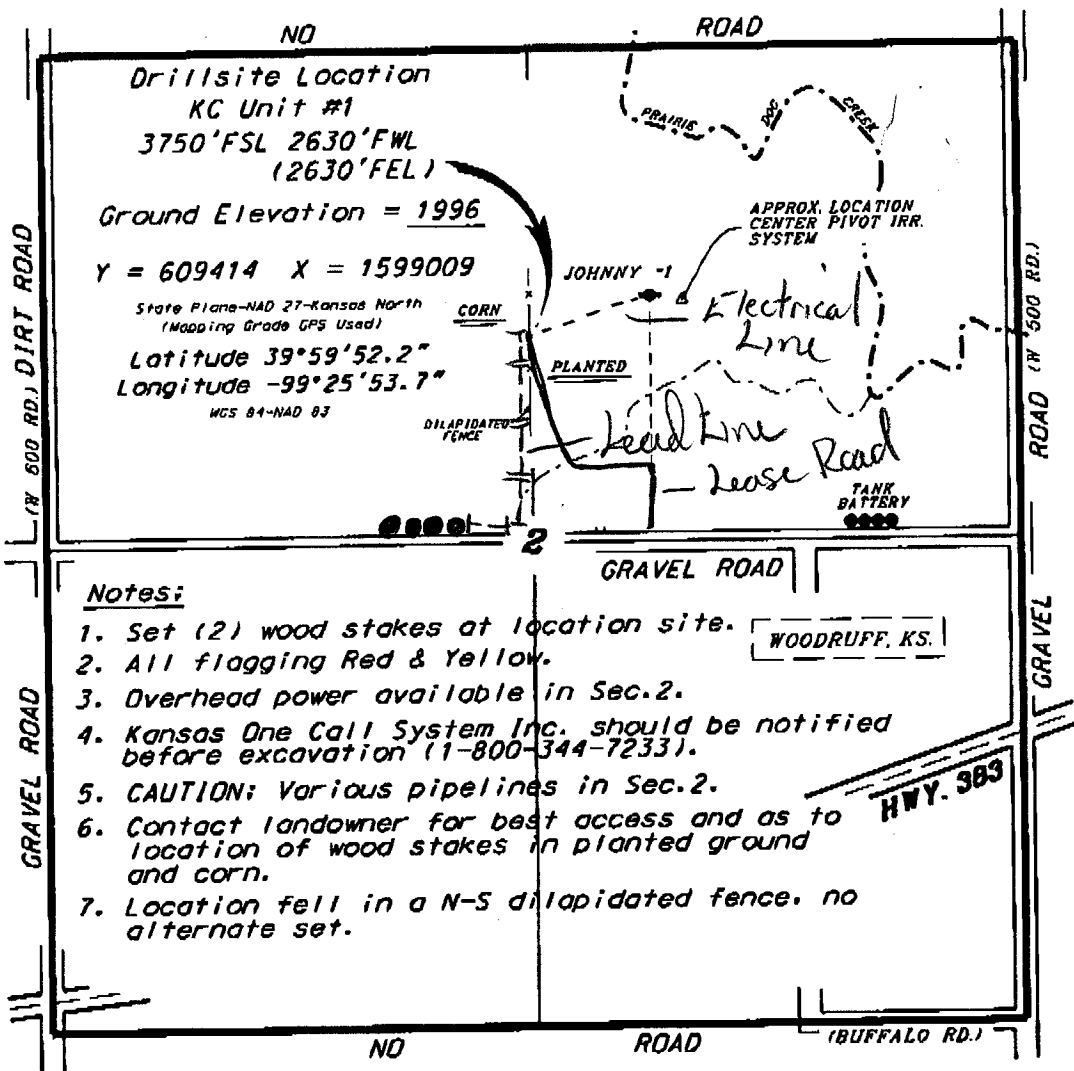 NO
ROAD
Drillsite Location
KC Unit #1
3750'FSL 2630'FWL
(2630'FEL)
Ground Elevation = 1996
Y = 609414 X = 1599009
State Plane-NAD 27-Kansas North
(Mapping Grade GPS Used)
Latitude 39°59'52.2"
Longitude -99°25'53.7"
WGS 84-NAD 83
PRAIRIE DOG CREEK
APPROX. LOCATION
CENTER PIVOT IRR.
SYSTEM
JOHNNY -1
CORN
Electrical
Line
PLANTED
DILAPIDATED
FENCE
Lead Line
Lease Road
TANK
BATTERY
(W 600 RD.) DIRT ROAD
ROAD (W 500 RD.)
2
GRAVEL ROAD
Notes:
1. Set (2) wood stakes at location site.
WOODRUFF, KS.
2. All flagging Red & Yellow.
3. Overhead power available in Sec.2.
4. Kansas One Call System Inc. should be notified
before excavation (1-800-344-7233).
5. CAUTION: Various pipelines in Sec.2.
6. Contact landowner for best access and as to
location of wood stakes in planted ground
and corn.
7. Location fell in a N-S dilapidated fence. no
alternate set.
HWY. 383
GRAVEL ROAD
GRAVEL
NO
ROAD
(BUFFALO RD.)